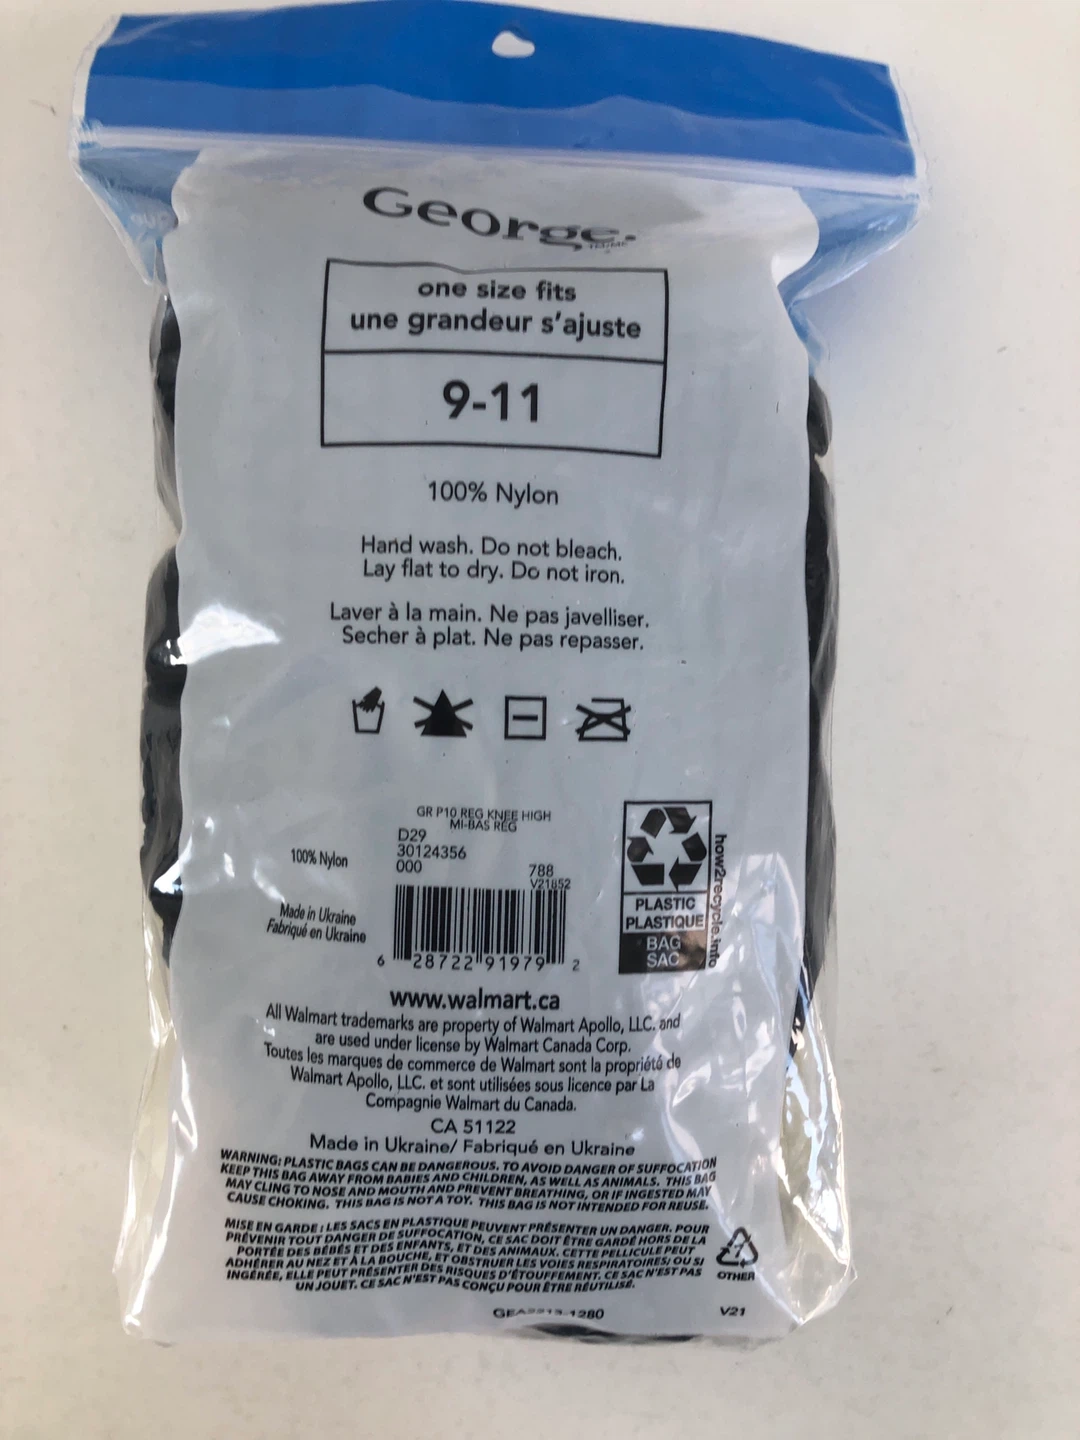 George.
one size fits
une grandeur s'ajuste
9-11
100% Nylon
Hand wash. Do not bleach.
Lay flat to dry. Do not iron.
Laver à la main. Ne pas javelliser.
Secher à plat. Ne pas repasser.
GR P10 REG KNEE HIGH
MI-BAS REG
D29
30124356
000
788
V21852
100% Nylon
Made in Ukraine
Fabriqué en Ukraine
6 28722 91979 2
PLASTIC
PLASTIQUE
BAG
SAC
how2recycle.info
www.walmart.ca
All Walmart trademarks are property of Walmart Apollo, LLC. and
are used under license by Walmart Canada Corp.
Toutes les marques de commerce de Walmart sont la propriété de
Walmart Apollo, LLC. et sont utilisées sous licence par La
Compagnie Walmart du Canada.
CA 51122
Made in Ukraine/ Fabriqué en Ukraine
WARNING: PLASTIC BAGS CAN BE DANGEROUS. TO AVOID DANGER OF SUFFOCATION
KEEP THIS BAG AWAY FROM BABIES AND CHILDREN, AS WELL AS ANIMALS. THIS BAG
MAY CLING TO NOSE AND MOUTH AND PREVENT BREATHING, OR IF INGESTED MAY
CAUSE CHOKING. THIS BAG IS NOT A TOY. THIS BAG IS NOT INTENDED FOR REUSE.
MISE EN GARDE : LES SACS EN PLASTIQUE PEUVENT PRÉSENTER UN DANGER. POUR
PRÉVENIR TOUT DANGER DE SUFFOCATION, CE SAC DOIT ÊTRE GARDÉ HORS DE LA
PORTÉE DES BÉBÉS ET DES ENFANTS, ET DES ANIMAUX. CETTE PELLICULE PEUT
ADHÉRER AU NEZ ET À LA BOUCHE, ET OBSTRUER LES VOIES RESPIRATOIRES; OU SI
INGÉRÉE, ELLE PEUT PRÉSENTER DES RISQUES D'ÉTOUFFEMENT. CE SAC N'EST PAS
UN JOUET. CE SAC N'EST PAS CONÇU POUR ÊTRE RÉUTILISÉ.
7
OTHER
V21